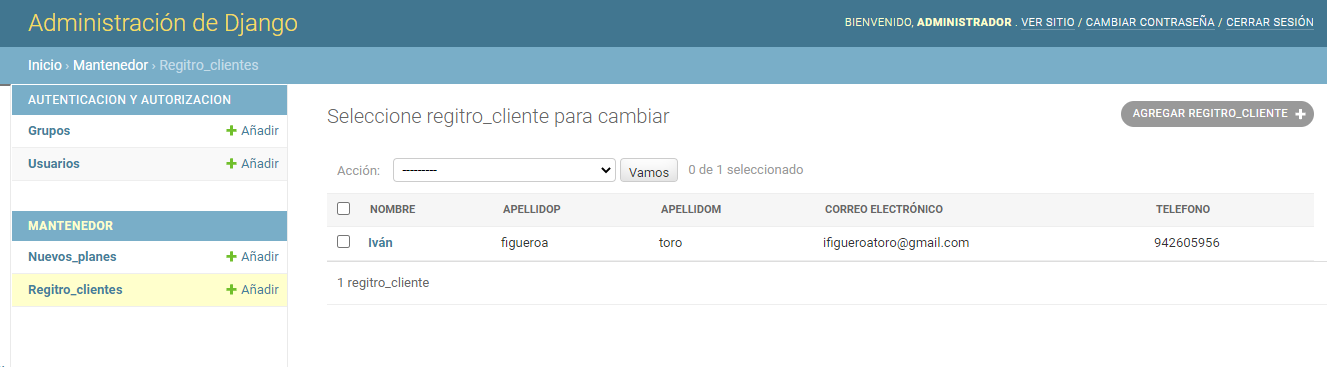 Administración de Django
BIENVENIDO, ADMINISTRADOR . VER SITIO / CAMBIAR CONTRASEÑA / CERRAR SESIÓN
Inicio › Mantenedor › Regitro_clientes
AUTENTICACION Y AUTORIZACION
Grupos Añadir
Usuarios Añadir
MANTENEDOR
Nuevos_planes Añadir
Regitro_clientes Añadir
Seleccione regitro_cliente para cambiar
AGREGAR REGITRO_CLIENTE
Acción: --------- Vamos 0 de 1 seleccionado
NOMBRE APELLIDOP APELLIDOM CORREO ELECTRÓNICO TELEFONO
Iván figueroa toro ifigueroatoro@gmail.com 942605956
1 regitro_cliente